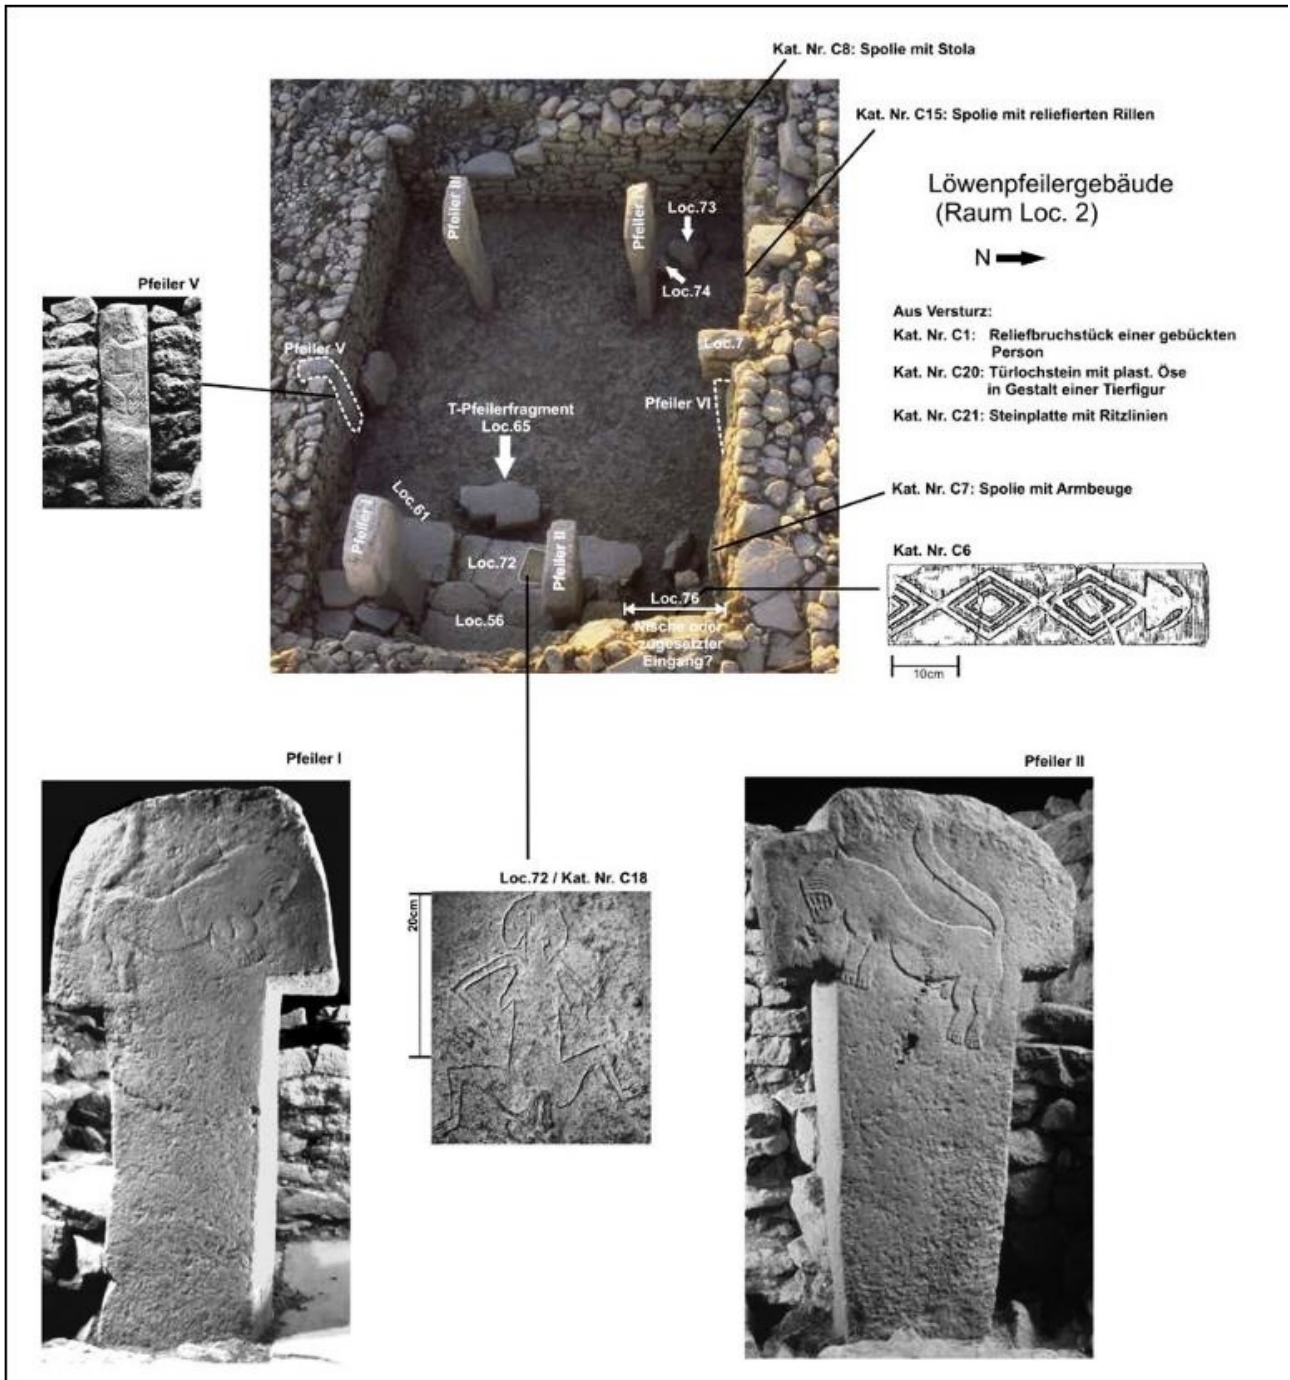 Kat. Nr. C8: Spolie mit Stola
Kat. Nr. C15: Spolie mit reliefierten Rillen
Löwenpfeilergebäude
(Raum Loc. 2)
N
Pfeiler III
Loc.73
Loc.74
Pfeiler V
Aus Versturz:
Kat. Nr. C1: Reliefbruchstück einer gebückten
Person
Kat. Nr. C20: Türlochstein mit plast. Öse
in Gestalt einer Tierfigur
Kat. Nr. C21: Steinplatte mit Ritzlinien
Loc.7
Pfeiler V
Pfeiler VI
T-Pfeilerfragment
Loc.65
Kat. Nr. C7: Spolie mit Armbeuge
Loc.61
Pfeiler I
Loc.72
Pfeiler II
Kat. Nr. C6
Loc.76
Loc.56
Nische oder
zugesetzter
Eingang?
10cm
Pfeiler I
Pfeiler II
Loc.72 / Kat. Nr. C18
20cm